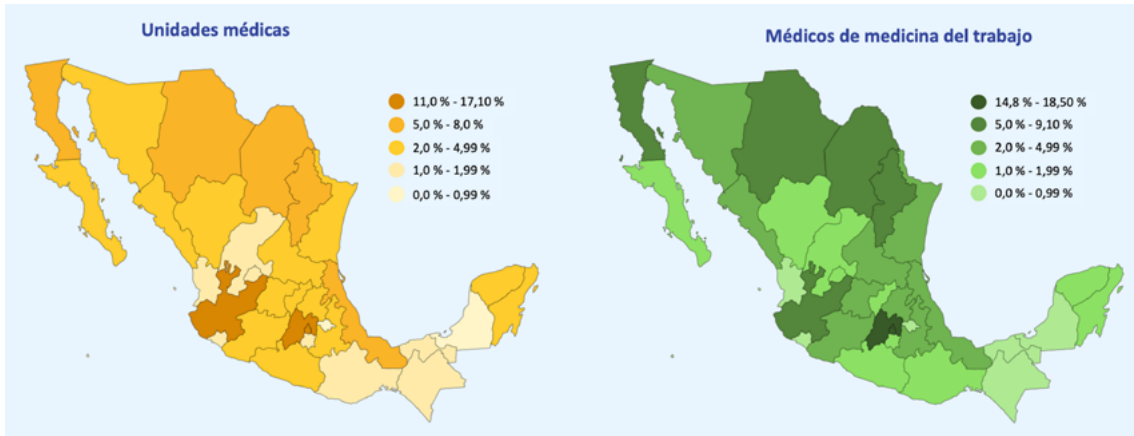 Unidades médicas
11,0 % - 17,10 %
5,0 % - 8,0 %
2,0 % - 4,99 %
1,0 % - 1,99 %
0,0 % - 0,99 %
Médicos de medicina del trabajo
14,8 % - 18,50 %
5,0 % - 9,10 %
2,0 % - 4,99 %
1,0 % - 1,99 %
0,0 % - 0,99 %